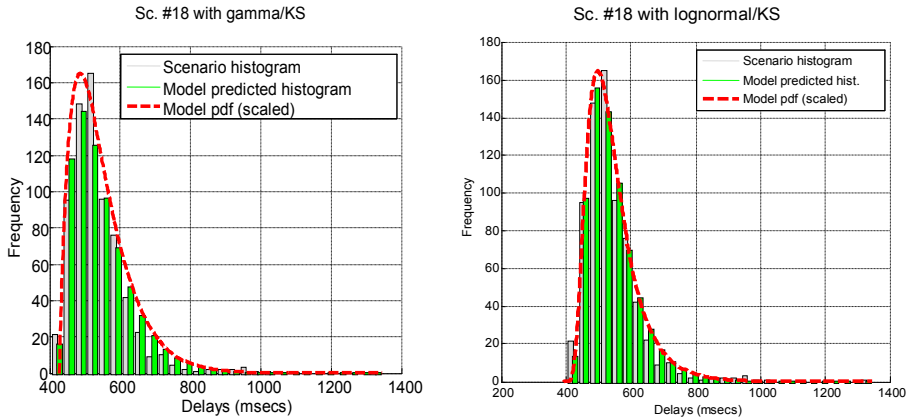 Sc. #18 with gamma/KS
180
160
140
120
100
80
60
40
20
0
Frequency
Scenario histogram
Model predicted histogram
Model pdf (scaled)
400 600 800 1000 1200 1400
Delays (msecs)
Sc. #18 with lognormal/KS
180
160
140
120
100
80
60
40
20
0
Frequency
Scenario histogram
Model predicted hist.
Model pdf (scaled)
200 400 600 800 1000 1200 1400
Delays (msecs)